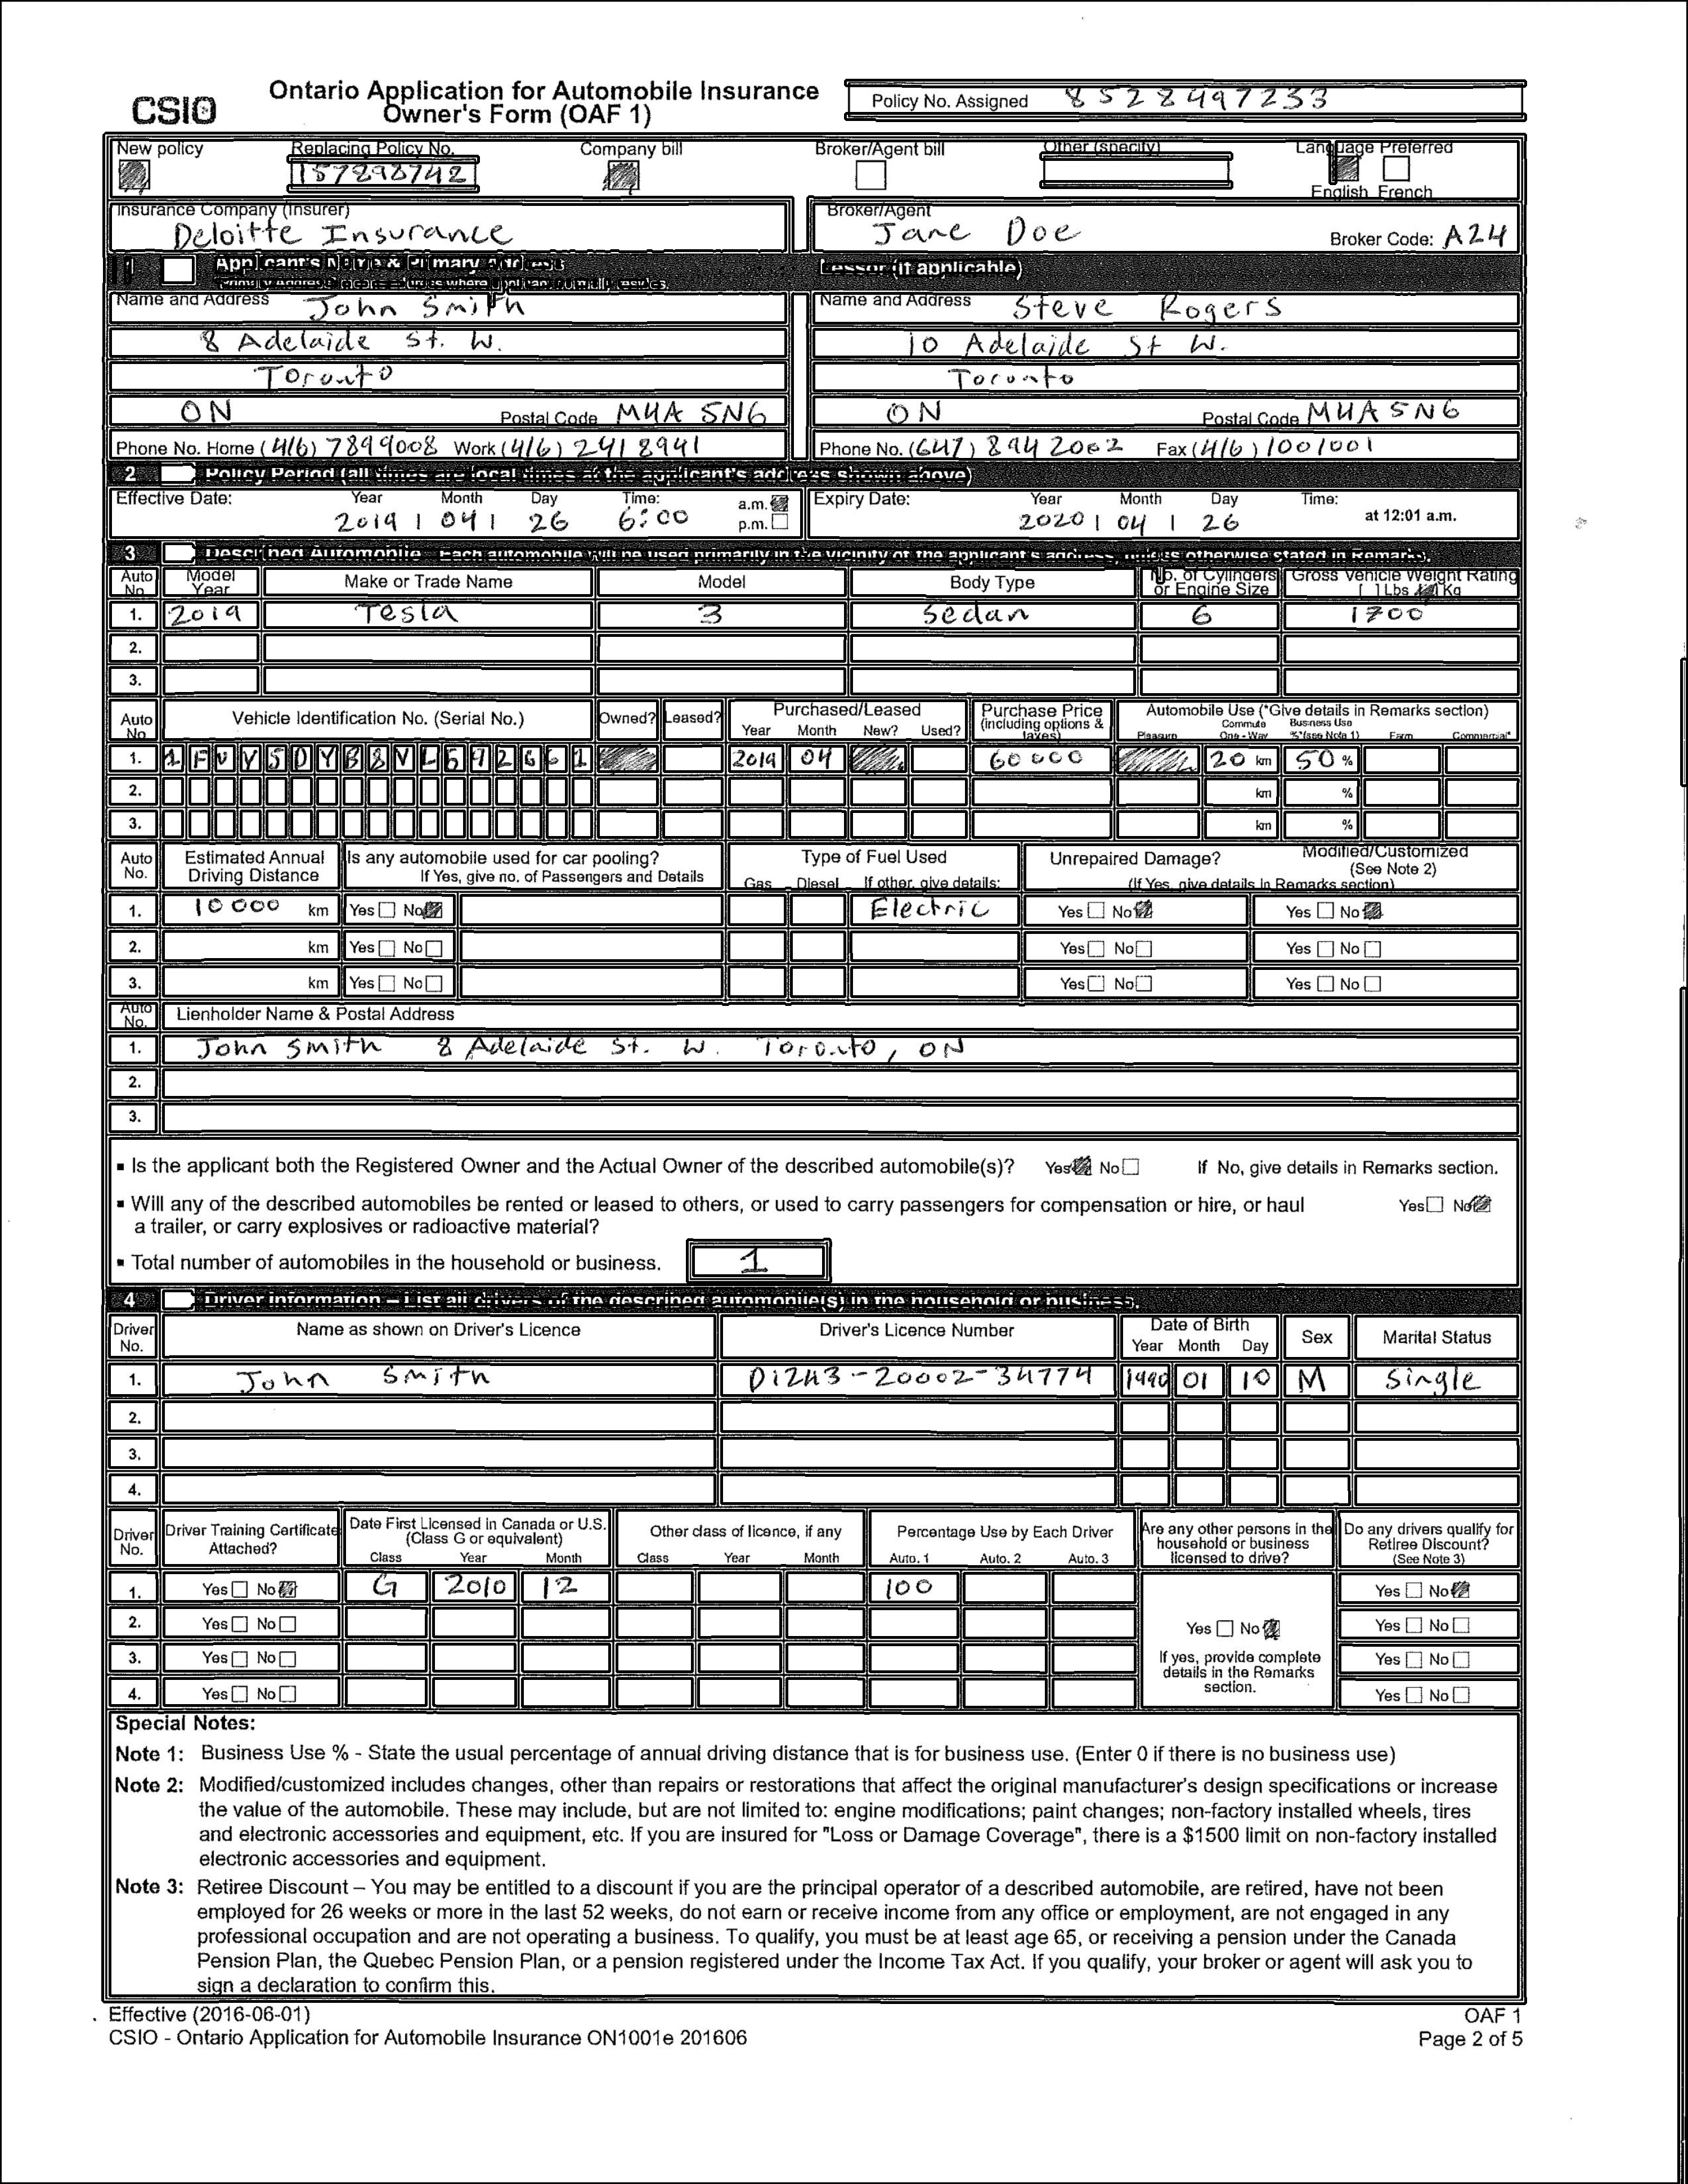 CSIO
Ontario Application for Automobile Insurance
Owner's Form (OAF 1)
Policy No. Assigned 8528497233
New policy Replacing Policy No. Company bill Broker/Agent bill Other (specify) Language Preferred
157898742
English French
Insurance Company (Insurer) Broker/Agent
Deloitte Insurance Jane Doe Broker Code: A24
1 Applicant's Name & Primary Address Lessor (if applicable)
Name and Address John Smith Name and Address Steve Rogers
8 Adelaide St. W. 10 Adelaide St W.
Toronto Toronto
ON Postal Code M4A 5N6 ON Postal Code M4A 5N6
Phone No. Home (416) 7899008 Work (416) 2418941 Phone No. (647) 8942002 Fax (416) 1001001
2 Policy Period (all times are local times at the applicant's address shown above)
Effective Date: Year Month Day Time: a.m. Expiry Date: Year Month Day Time:
2019 04 26 6:00 p.m. 2020 04 26 at 12:01 a.m.
3 Described Automobile – Each automobile will be used primarily in the vicinity of the applicant's address, unless otherwise stated in Remarks.
Auto No. Model Year Make or Trade Name Model Body Type No. of Cylinders or Engine Size Gross Vehicle Weight Rating [ ] Lbs Kg
1. 2019 Tesla 3 Sedan 6 1700
2.
3.
Auto No. Vehicle Identification No. (Serial No.) Owned? Leased? Purchased/Leased Year Month New? Used? Purchase Price (including options & taxes) Automobile Use (*Give details in Remarks section) Pleasure Commute One - Way Business Use %*(see Note 1) Farm Commercial*
1. 2019 04 60000 20 km 50 %
2. km %
3. km %
Auto No. Estimated Annual Driving Distance Is any automobile used for car pooling? If Yes, give no. of Passengers and Details Type of Fuel Used Gas Diesel If other, give details: Unrepaired Damage? Modified/Customized (See Note 2) (If Yes, give details in Remarks section)
1. 10000 km Yes No Electric Yes No Yes No
2. km Yes No Yes No Yes No
3. km Yes No Yes No Yes No
Auto No. Lienholder Name & Postal Address
1. John Smith 8 Adelaide St. W. Toronto, ON
2.
3.
▪ Is the applicant both the Registered Owner and the Actual Owner of the described automobile(s)? Yes No If No, give details in Remarks section.
▪ Will any of the described automobiles be rented or leased to others, or used to carry passengers for compensation or hire, or haul Yes No
a trailer, or carry explosives or radioactive material?
▪ Total number of automobiles in the household or business. 1
4 Driver Information – List all drivers of the described automobile(s) in the household or business.
Driver No. Name as shown on Driver's Licence Driver's Licence Number Date of Birth Year Month Day Sex Marital Status
1. John Smith D1243-20002-34774 1990 01 10 M Single
2.
3.
4.
Driver No. Driver Training Certificate Attached? Date First Licensed in Canada or U.S. (Class G or equivalent) Class Year Month Other class of licence, if any Class Year Month Percentage Use by Each Driver Auto. 1 Auto. 2 Auto. 3 Are any other persons in the household or business licensed to drive? Do any drivers qualify for Retiree Discount? (See Note 3)
1. Yes No G 2010 12 100 Yes No
2. Yes No Yes No Yes No
3. Yes No If yes, provide complete details in the Remarks section. Yes No
4. Yes No Yes No
Special Notes:
Note 1: Business Use % - State the usual percentage of annual driving distance that is for business use. (Enter 0 if there is no business use)
Note 2: Modified/customized includes changes, other than repairs or restorations that affect the original manufacturer's design specifications or increase
the value of the automobile. These may include, but are not limited to: engine modifications; paint changes; non-factory installed wheels, tires
and electronic accessories and equipment, etc. If you are insured for "Loss or Damage Coverage", there is a $1500 limit on non-factory installed
electronic accessories and equipment.
Note 3: Retiree Discount – You may be entitled to a discount if you are the principal operator of a described automobile, are retired, have not been
employed for 26 weeks or more in the last 52 weeks, do not earn or receive income from any office or employment, are not engaged in any
professional occupation and are not operating a business. To qualify, you must be at least age 65, or receiving a pension under the Canada
Pension Plan, the Quebec Pension Plan, or a pension registered under the Income Tax Act. If you qualify, your broker or agent will ask you to
sign a declaration to confirm this.
Effective (2016-06-01) OAF 1
CSIO - Ontario Application for Automobile Insurance ON1001e 201606 Page 2 of 5